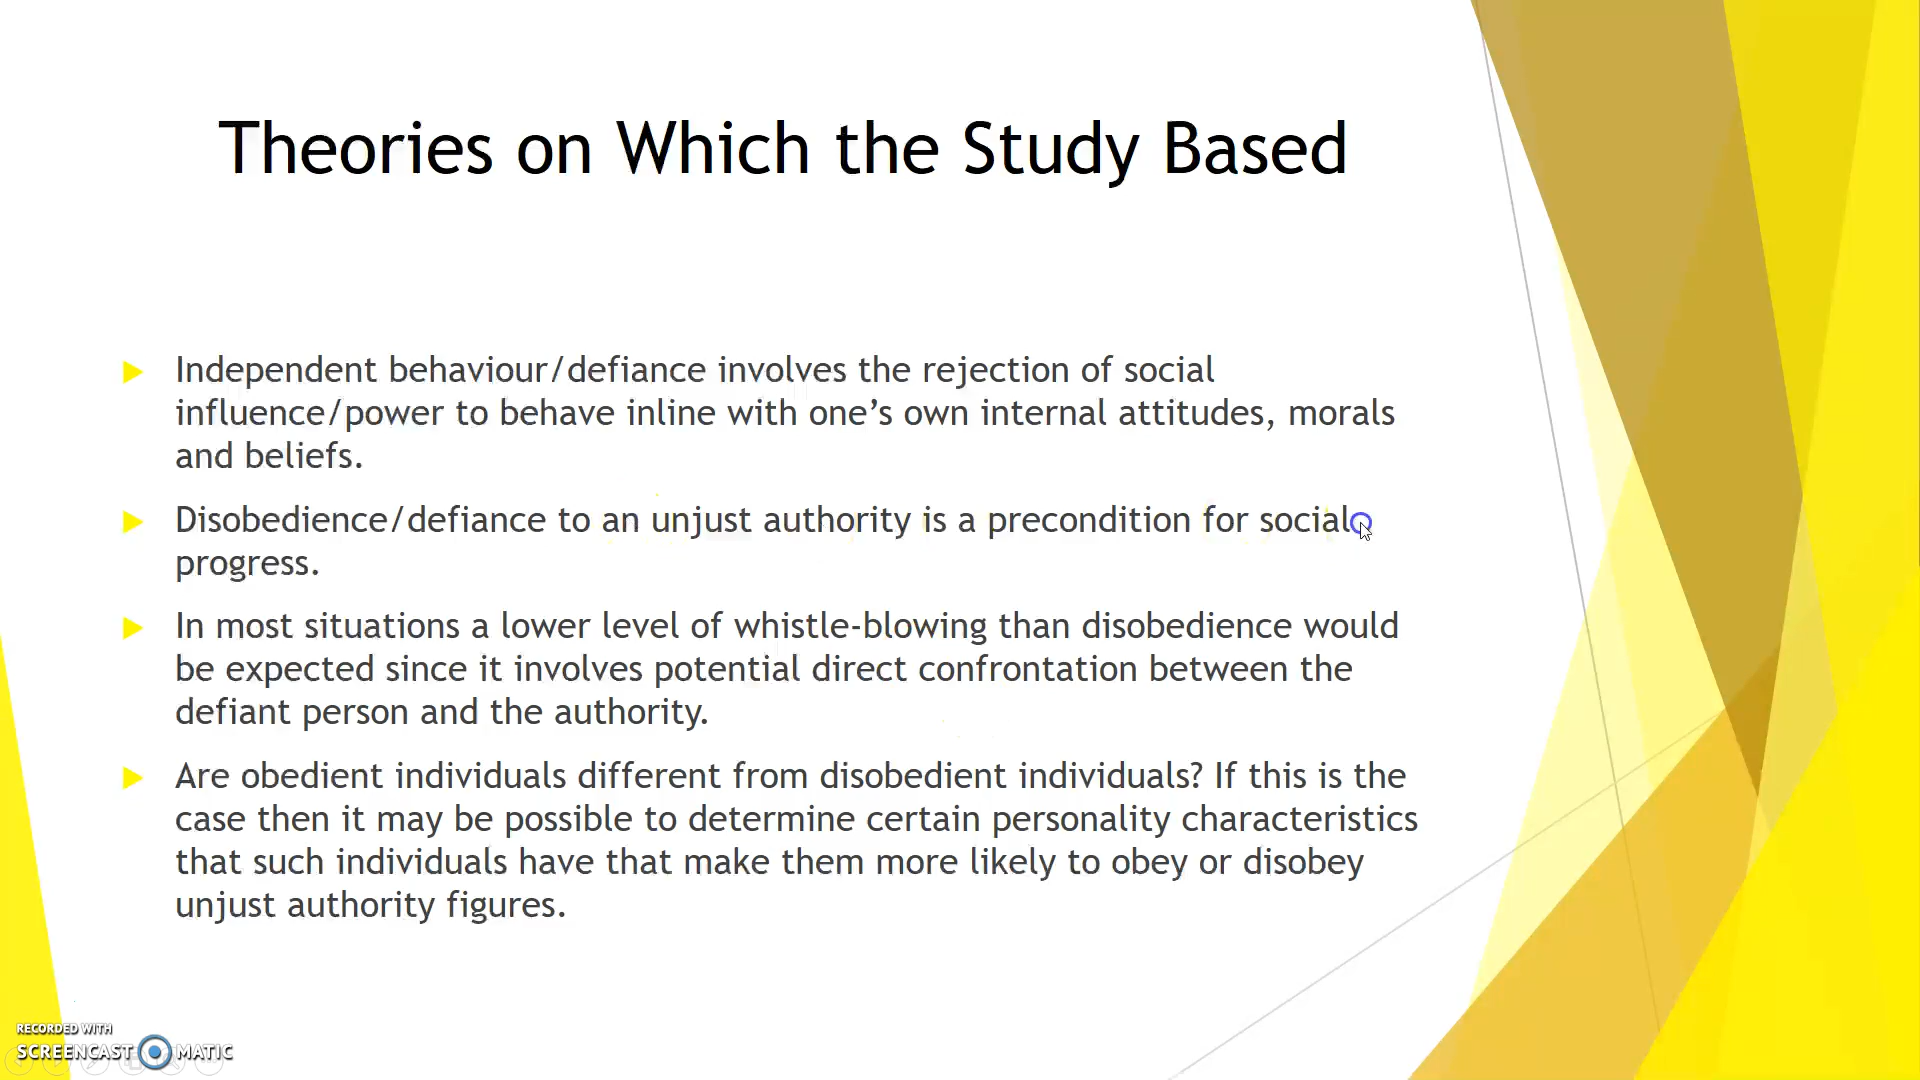 Theories on Which the Study Based
Independent behaviour/defiance involves the rejection of social
influence/power to behave inline with one’s own internal attitudes, morals
and beliefs.
Disobedience/defiance to an unjust authority is a precondition for social
progress.
In most situations a lower level of whistle-blowing than disobedience would
be expected since it involves potential direct confrontation between the
defiant person and the authority.
Are obedient individuals different from disobedient individuals? If this is the
case then it may be possible to determine certain personality characteristics
that such individuals have that make them more likely to obey or disobey
unjust authority figures.
RECORDED WITH
SCREENCAST MATIC